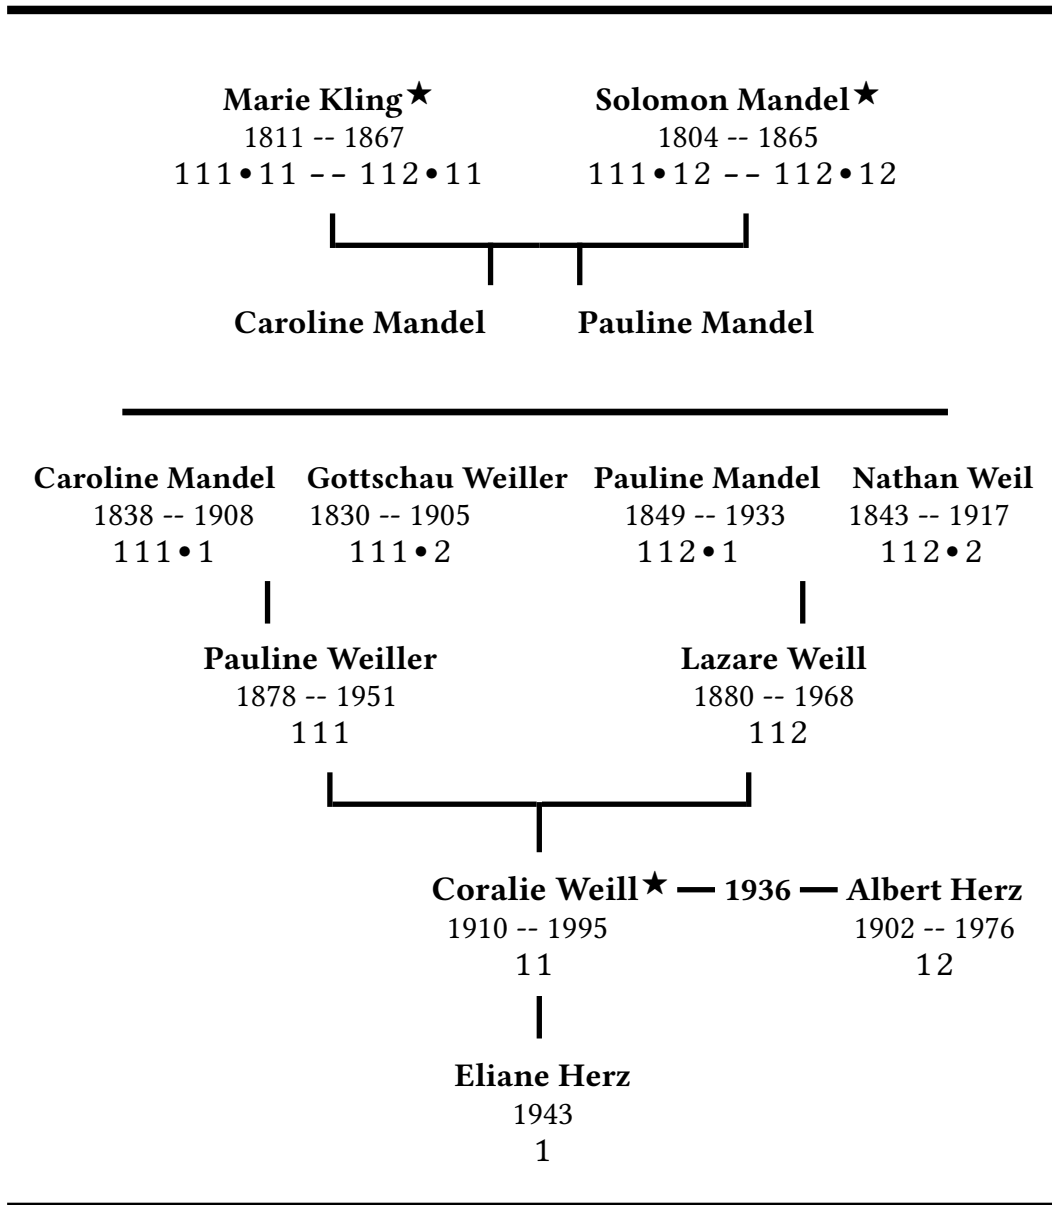 Marie Kling★ Solomon Mandel★
1811 -- 1867 1804 -- 1865
111•11 -- 112•11 111•12 -- 112•12
Caroline Mandel Pauline Mandel
Caroline Mandel Gottschau Weiller Pauline Mandel Nathan Weil
1838 -- 1908 1830 -- 1905 1849 -- 1933 1843 -- 1917
111•1 111•2 112•1 112•2
Pauline Weiller Lazare Weill
1878 -- 1951 1880 -- 1968
111 112
Coralie Weill★ — 1936 — Albert Herz
1910 -- 1995 1902 -- 1976
11 12
Eliane Herz
1943
1